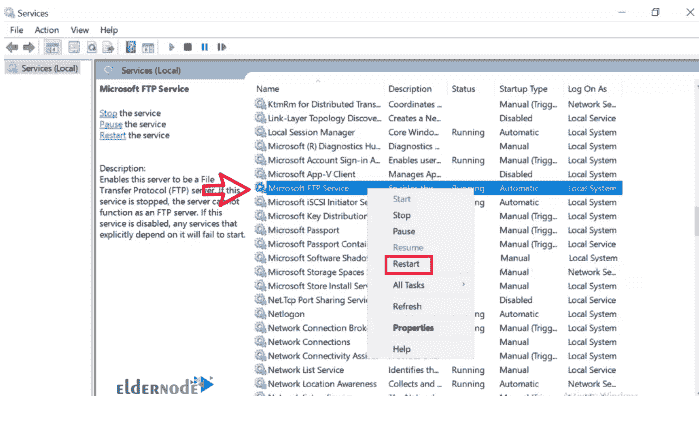 Services
File Action View Help
Services (Local)
Services (Local)
Microsoft FTP Service
Stop the service
Pause the service
Restart the service
Description:
Enables this server to be a File
Transfer Protocol (FTP) server. If this
service is stopped, the server cannot
function as an FTP server. If this
service is disabled, any services that
explicitly depend on it will fail to start.
Name Description Status Startup Type Log On As
KtmRm for Distributed Trans... Coordinates ... Manual (Trigg... Network Se...
Link-Layer Topology Discove... Creates a Ne... Disabled Local Service
Local Session Manager Core Windo... Running Automatic Local System
Microsoft (R) Diagnostics Hu... Diagnostics ... Manual Local System
Microsoft Account Sign-in A... Enables user... Running Manual (Trigg... Local System
Microsoft App-V Client Manages Ap... Disabled Local System
Microsoft FTP Service Enables this Running Automatic Local System
Microsoft iSCSI Initiator Se Automatic Local System
Microsoft Key Distribution Manual (Trigg... Local System
Microsoft Passport Manual (Trigg... Local System
Microsoft Passport Contai Manual (Trigg... Local Service
Microsoft Software Shado Manual Local System
Microsoft Storage Spaces Manual Network Se...
Microsoft Store Install Serv Manual Local System
Net.Tcp Port Sharing Servi Disabled Local Service
Netlogon Automatic Local System
Network Connection Brok Manual (Trigg... Local System
Network Connections Manual Local System
Network Connectivity Assi Manual (Trigg... Local System
Network List Service Identifies th... Running Manual Local Service
Network Location Awareness Collects and ... Running Automatic Network Se...
Start
Stop
Pause
Resume
Restart
All Tasks
Refresh
Properties
Help
eldernode